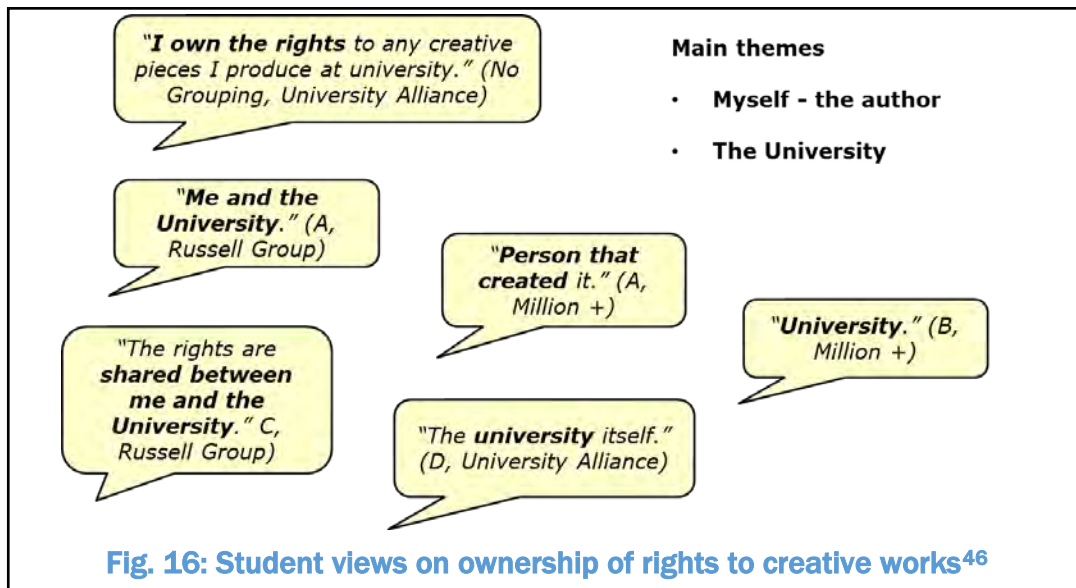 “I own the rights to any creative
pieces I produce at university.” (No
Grouping, University Alliance)
Main themes
• Myself - the author
• The University
“Me and the
University.” (A,
Russell Group)
“Person that
created it.” (A,
Million +)
“University.” (B,
Million +)
“The rights are
shared between
me and the
University.” C,
Russell Group)
“The university itself.”
(D, University Alliance)
Fig. 16: Student views on ownership of rights to creative works46